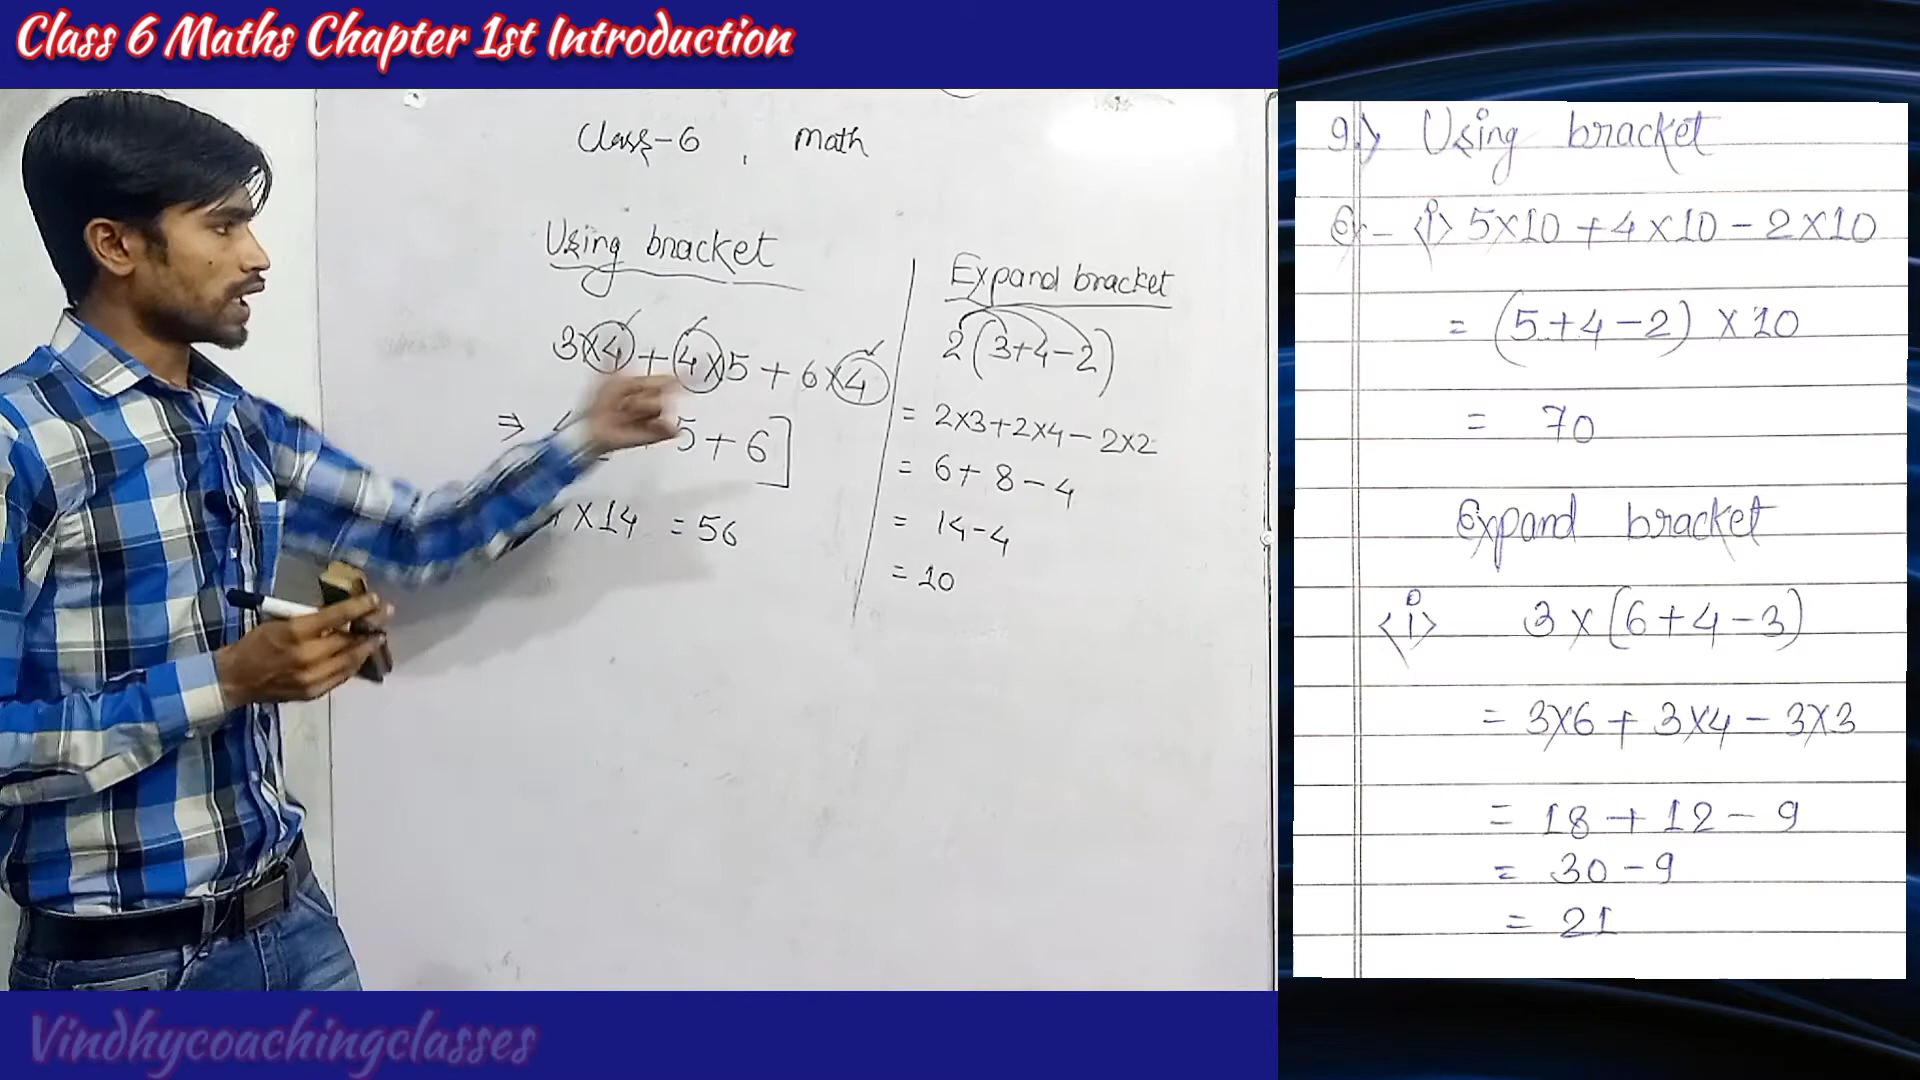 Class 6 Maths Chapter 1st Introduction
Class-6 , Math
Using bracket
3×4 + 4×5 + 6×4
⇒ 5 + 6]
×14 = 56
Expand bracket
2(3+4-2)
= 2×3+2×4-2×2
= 6+8-4
= 14-4
= 10
9) Using bracket
(i) 5×10 + 4×10 - 2×10
= (5+4-2) ×10
= 70
Expand bracket
(i) 3×(6+4-3)
= 3×6 + 3×4 - 3×3
= 18 + 12 - 9
= 30 - 9
= 21
Vindhycoachingclasses